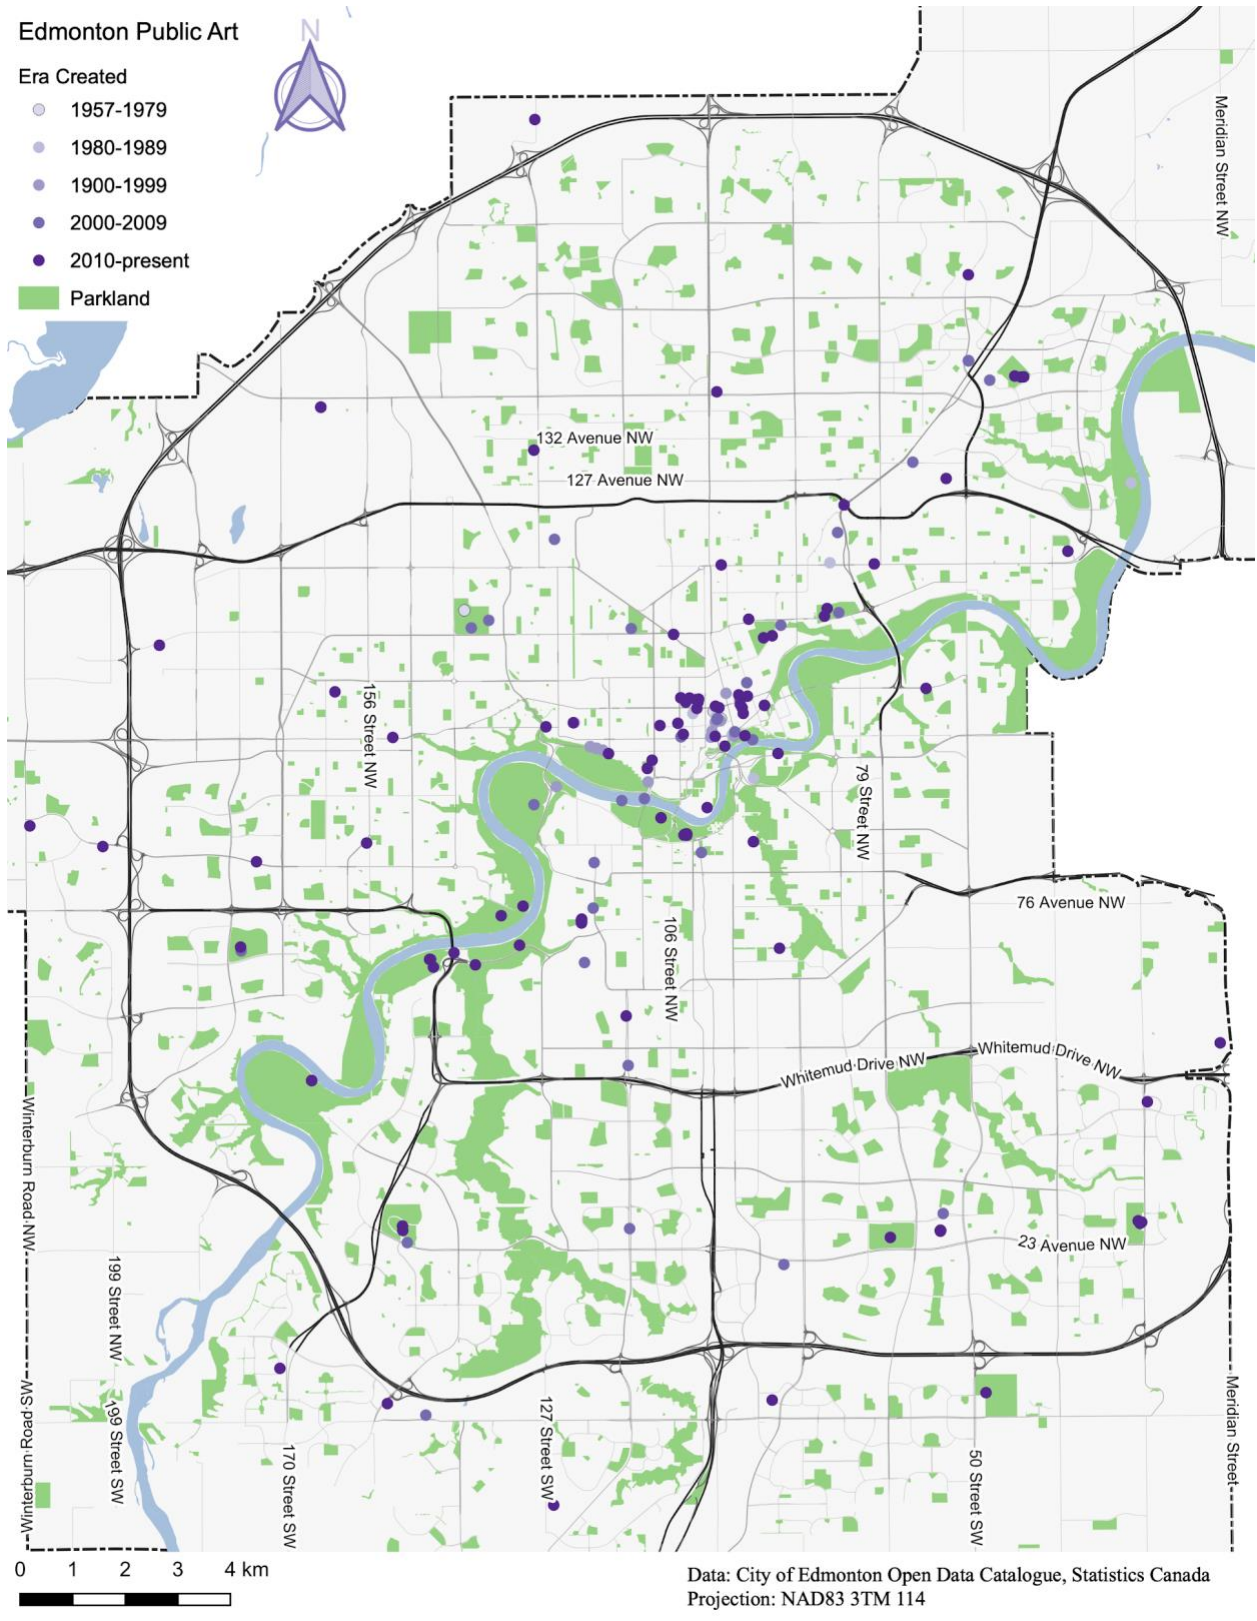 Edmonton Public Art
N
Era Created
1957-1979
1980-1989
1900-1999
2000-2009
2010-present
Parkland
Meridian Street NW
132 Avenue NW
127 Avenue NW
156 Street NW
79 Street NW
76 Avenue NW
106 Street NW
Whitemud Drive NW
Whitemud Drive NW
Winterburn Road NW
23 Avenue NW
199 Street NW
Winterburn Road SW
199 Street SW
127 Street SW
Meridian Street
170 Street SW
50 Street SW
0 1 2 3 4 km
Data: City of Edmonton Open Data Catalogue, Statistics Canada
Projection: NAD83 3TM 114